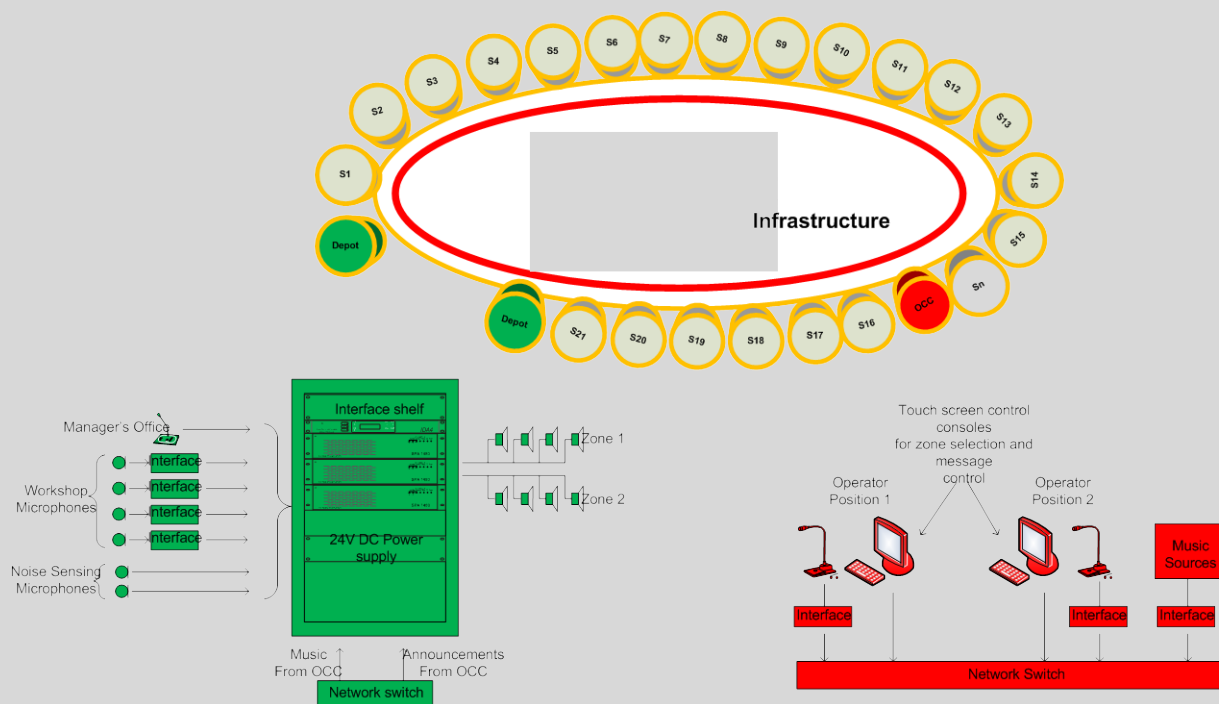 S1
S2
S3
S4
S5
S6
S7
S8
S9
S10
S11
S12
S13
S14
S15
Sn
OCC
S16
S17
S18
S19
S20
S21
Depot
Depot
Infrastructure
Manager's Office
Interface
Interface
Interface
Interface
Workshop
Microphones
Noise Sensing
Microphones
Interface shelf
24V DC Power
supply
Zone 1
Zone 2
Music
From OCC
Announcements
From OCC
Network switch
Touch screen control
consoles
for zone selection and
message
control
Operator
Position 1
Operator
Position 2
Music
Sources
Interface
Interface
Interface
Network Switch